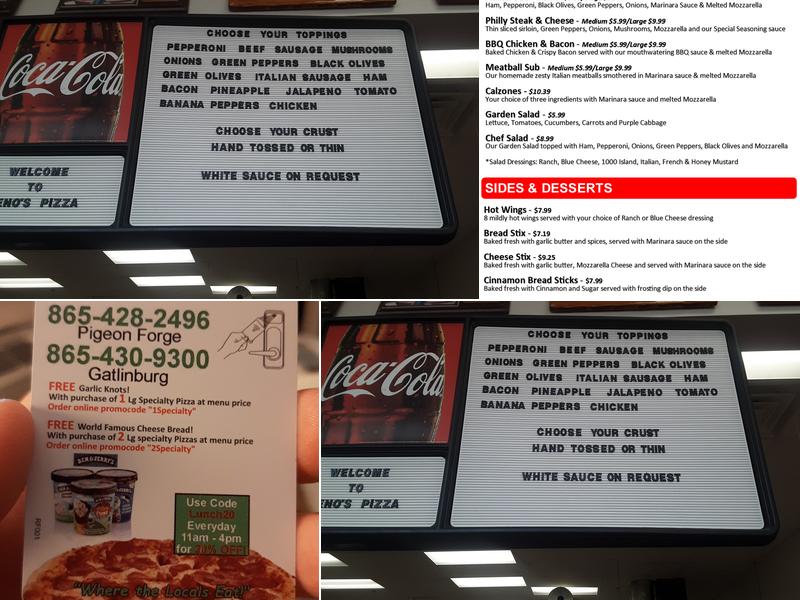 Coca-Cola
CHOOSE YOUR TOPPINGS
PEPPERONI BEEF SAUSAGE MUSHROOMS
ONIONS GREEN PEPPERS BLACK OLIVES
GREEN OLIVES ITALIAN SAUSAGE HAM
BACON PINEAPPLE JALAPENO TOMATO
BANANA PEPPERS CHICKEN
CHOOSE YOUR CRUST
HAND TOSSED OR THIN
WHITE SAUCE ON REQUEST
WELCOME
TO
ENO'S PIZZA
Ham, Pepperoni, Black Olives, Green Peppers, Onions, Marinara Sauce & Melted Mozzarella
Philly Steak & Cheese - Medium $5.99/Large $9.99
Thin sliced sirloin, Green Peppers, Onions, Mushrooms, Mozzarella and our Special Seasoning sauce
BBQ Chicken & Bacon - Medium $5.99/Large $9.99
Baked Chicken & Crispy Bacon served with our mouthwatering BBQ sauce & melted Mozzarella
Meatball Sub - Medium $5.99/Large $9.99
Our homemade zesty Italian meatballs smothered in Marinara sauce & melted Mozzarella
Calzones - $10.39
Your choice of three ingredients with Marinara sauce and melted Mozzarella
Garden Salad - $5.99
Lettuce, Tomatoes, Cucumbers, Carrots and Purple Cabbage
Chef Salad - $8.99
Our Garden Salad topped with Ham, Pepperoni, Onions, Green Peppers, Black Olives and Mozzarella
*Salad Dressings: Ranch, Blue Cheese, 1000 Island, Italian, French & Honey Mustard
SIDES & DESSERTS
Hot Wings - $7.99
8 mildly hot wings served with your choice of Ranch or Blue Cheese dressing
Bread Stix - $7.19
Baked fresh with garlic butter and spices, served with Marinara sauce on the side
Cheese Stix - $9.25
Baked fresh with garlic butter, Mozzarella Cheese and served with Marinara sauce on the side
Cinnamon Bread Sticks - $7.99
Baked fresh with Cinnamon and Sugar served with frosting dip on the side
865-428-2496
Pigeon Forge
865-430-9300
Gatlinburg
FREE Garlic Knots!
With purchase of 1 Lg Specialty Pizza at menu price
Order online promocode "1Specialty"
FREE World Famous Cheese Bread!
With purchase of 2 Lg specialty Pizzas at menu price
Order online promocode "2Specialty"
BEN & JERRY'S
Use Code
Lunch20
Everyday
11am - 4pm
for 20% OFF!
RF001
"Where the Locals Eat!"
Coca-Cola
CHOOSE YOUR TOPPINGS
PEPPERONI BEEF SAUSAGE MUSHROOMS
ONIONS GREEN PEPPERS BLACK OLIVES
GREEN OLIVES ITALIAN SAUSAGE HAM
BACON PINEAPPLE JALAPENO TOMATO
BANANA PEPPERS CHICKEN
CHOOSE YOUR CRUST
HAND TOSSED OR THIN
WHITE SAUCE ON REQUEST
WELCOME
TO
ENO'S PIZZA